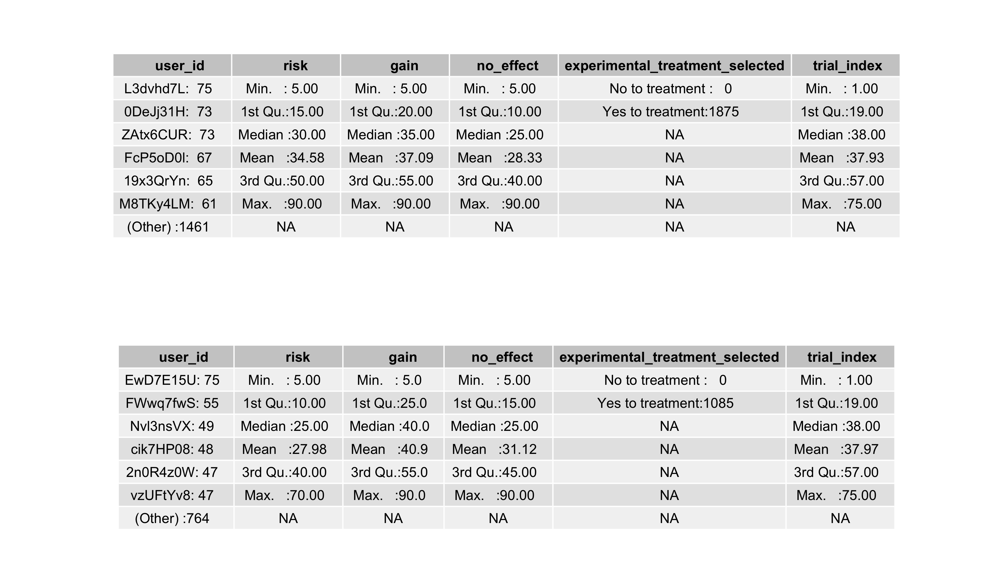 user_id risk gain no_effect experimental_treatment_selected trial_index
L3dvhd7L: 75 Min. : 5.00 Min. : 5.00 Min. : 5.00 No to treatment : 0 Min. : 1.00
0DeJj31H: 73 1st Qu.:15.00 1st Qu.:20.00 1st Qu.:10.00 Yes to treatment:1875 1st Qu.:19.00
ZAtx6CUR: 73 Median :30.00 Median :35.00 Median :25.00 NA Median :38.00
FcP5oD0l: 67 Mean :34.58 Mean :37.09 Mean :28.33 NA Mean :37.93
19x3QrYn: 65 3rd Qu.:50.00 3rd Qu.:55.00 3rd Qu.:40.00 NA 3rd Qu.:57.00
M8TKy4LM: 61 Max. :90.00 Max. :90.00 Max. :90.00 NA Max. :75.00
(Other) :1461 NA NA NA NA NA
user_id risk gain no_effect experimental_treatment_selected trial_index
EwD7E15U: 75 Min. : 5.00 Min. : 5.0 Min. : 5.00 No to treatment : 0 Min. : 1.00
FWwq7fwS: 55 1st Qu.:10.00 1st Qu.:25.0 1st Qu.:15.00 Yes to treatment:1085 1st Qu.:19.00
Nvl3nsVX: 49 Median :25.00 Median :40.0 Median :25.00 NA Median :38.00
cik7HP08: 48 Mean :27.98 Mean :40.9 Mean :31.12 NA Mean :37.97
2n0R4z0W: 47 3rd Qu.:40.00 3rd Qu.:55.0 3rd Qu.:45.00 NA 3rd Qu.:57.00
vzUFtYv8: 47 Max. :70.00 Max. :90.0 Max. :90.00 NA Max. :75.00
(Other) :764 NA NA NA NA NA